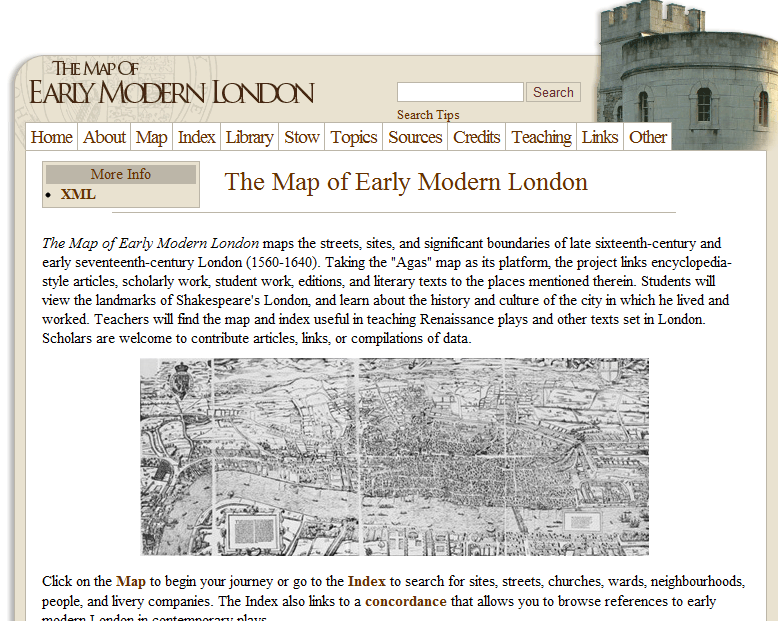 THE MAP OF
EARLY MODERN LONDON
Search
Search Tips
Home About Map Index Library Stow Topics Sources Credits Teaching Links Other
More Info
• XML
The Map of Early Modern London
The Map of Early Modern London maps the streets, sites, and significant boundaries of late sixteenth-century and
early seventeenth-century London (1560-1640). Taking the "Agas" map as its platform, the project links encyclopedia-
style articles, scholarly work, student work, editions, and literary texts to the places mentioned therein. Students will
view the landmarks of Shakespeare's London, and learn about the history and culture of the city in which he lived and
worked. Teachers will find the map and index useful in teaching Renaissance plays and other texts set in London.
Scholars are welcome to contribute articles, links, or compilations of data.
Click on the Map to begin your journey or go to the Index to search for sites, streets, churches, wards, neighbourhoods,
people, and livery companies. The Index also links to a concordance that allows you to browse references to early
modern London in contemporary plays.